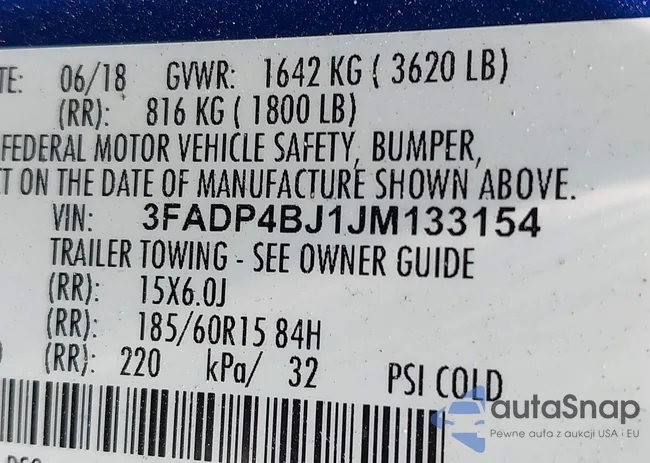 TE: 06/18 GVWR: 1642 KG ( 3620 LB)
(RR): 816 KG ( 1800 LB)
FEDERAL MOTOR VEHICLE SAFETY, BUMPER,
T ON THE DATE OF MANUFACTURE SHOWN ABOVE.
VIN: 3FADP4BJ1JM133154
TRAILER TOWING - SEE OWNER GUIDE
(RR): 15X6.0J
(RR): 185/60R15 84H
(RR): 220 kPa/ 32 PSI COLD
autaSnap
Pewne auta z aukcji USA i EU